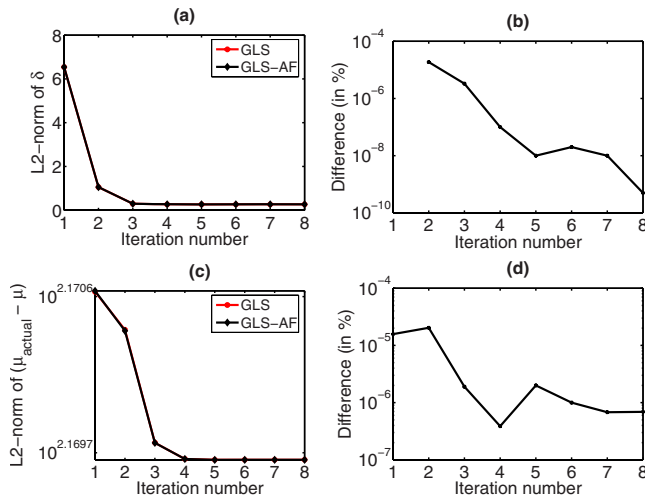 (a)
8
6
4
2
0
L2−norm of δ
GLS
GLS−AF
1 2 3 4 5 6 7 8
Iteration number
(b)
10−4
10−6
10−8
10−10
Difference (in %)
1 2 3 4 5 6 7 8
Iteration number
(c)
102.1706
102.1697
L2−norm of (μactual − μ)
GLS
GLS−AF
1 2 3 4 5 6 7 8
Iteration number
(d)
10−4
10−5
10−6
10−7
Difference (in %)
1 2 3 4 5 6 7 8
Iteration number